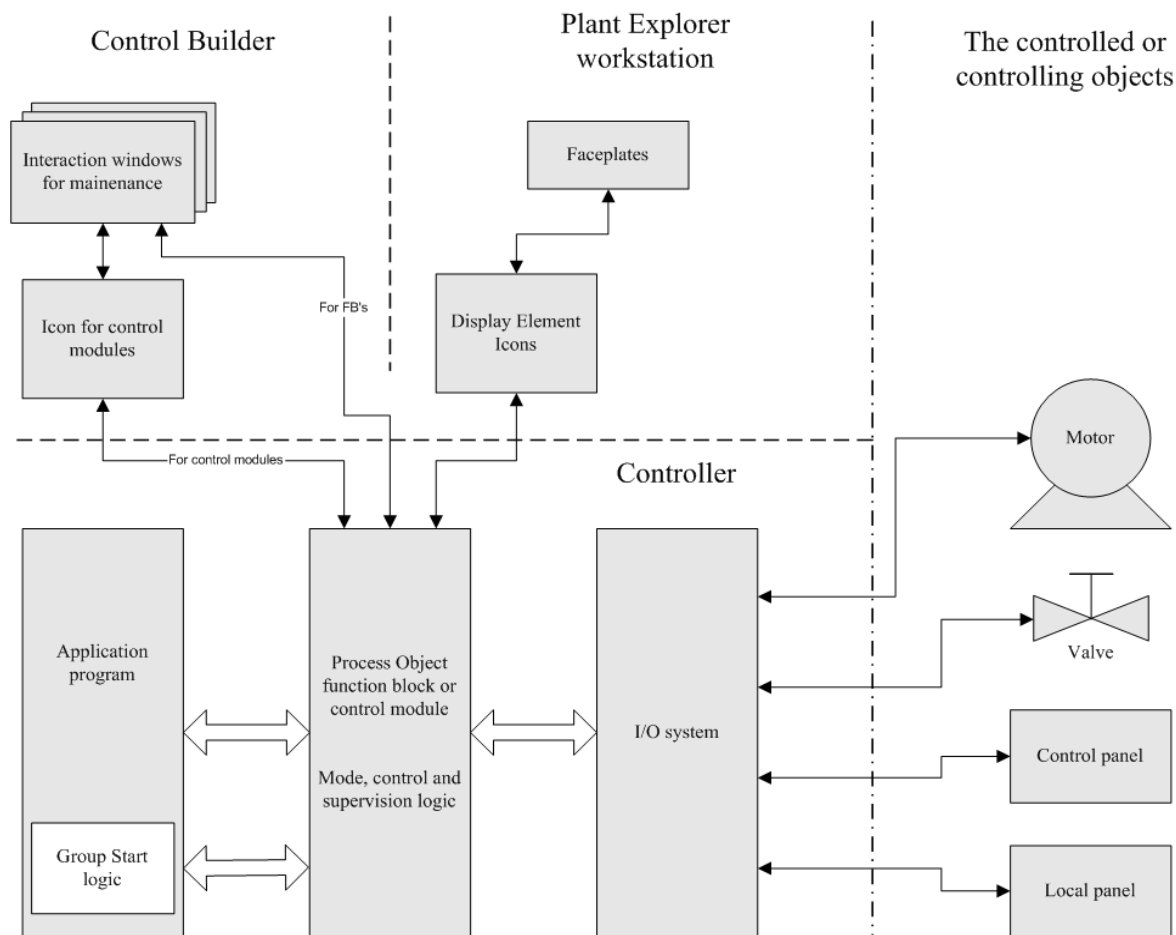 Control Builder
Plant Explorer
workstation
The controlled or
controlling objects
Interaction windows
for mainenance
Faceplates
Icon for control
modules
For FB's
Display Element
Icons
For control modules
Controller
Motor
Valve
Application
program
Process Object
function block or
control module
Mode, control and
supervision logic
I/O system
Control panel
Group Start
logic
Local panel